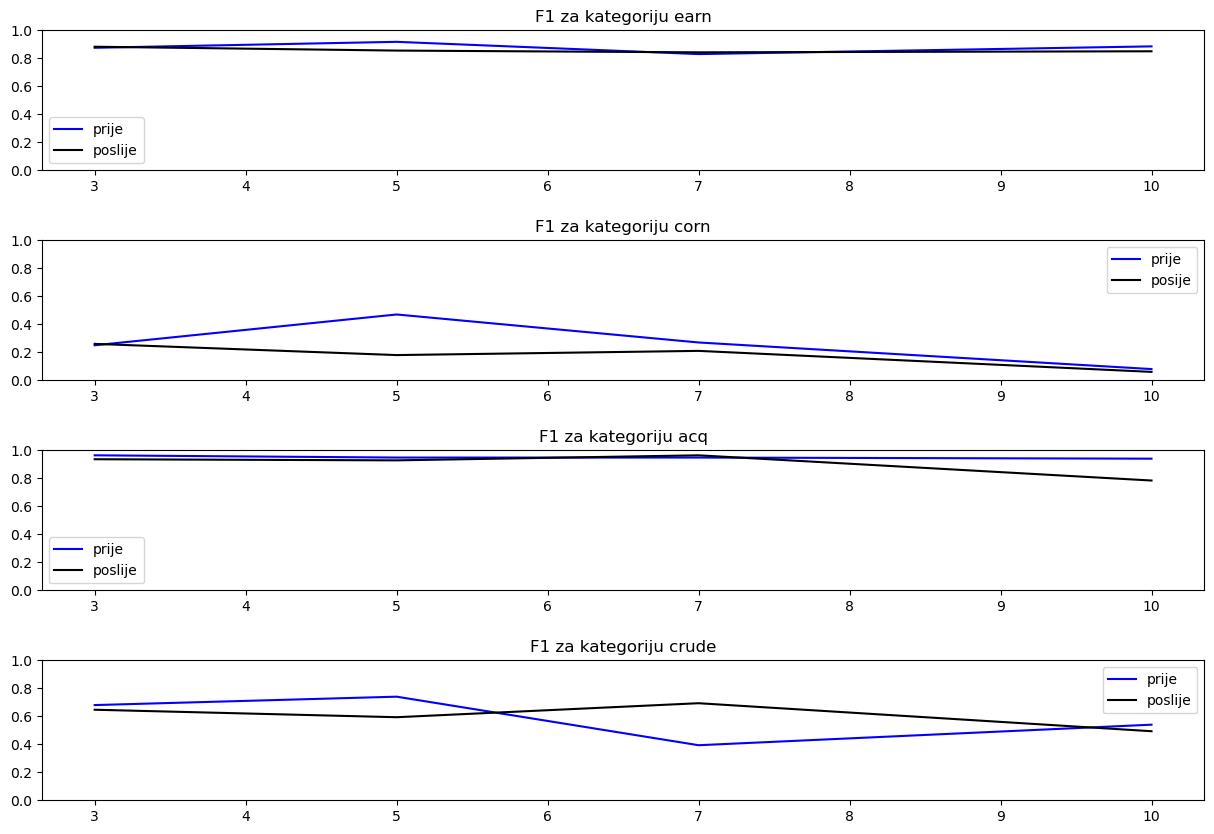 F1 za kategoriju earn
1.0
0.8
0.6
0.4
0.2
0.0
prije
poslije
3 4 5 6 7 8 9 10
F1 za kategoriju corn
1.0
0.8
0.6
0.4
0.2
0.0
prije
posije
3 4 5 6 7 8 9 10
F1 za kategoriju acq
1.0
0.8
0.6
0.4
0.2
0.0
prije
poslije
3 4 5 6 7 8 9 10
F1 za kategoriju crude
1.0
0.8
0.6
0.4
0.2
0.0
prije
poslije
3 4 5 6 7 8 9 10